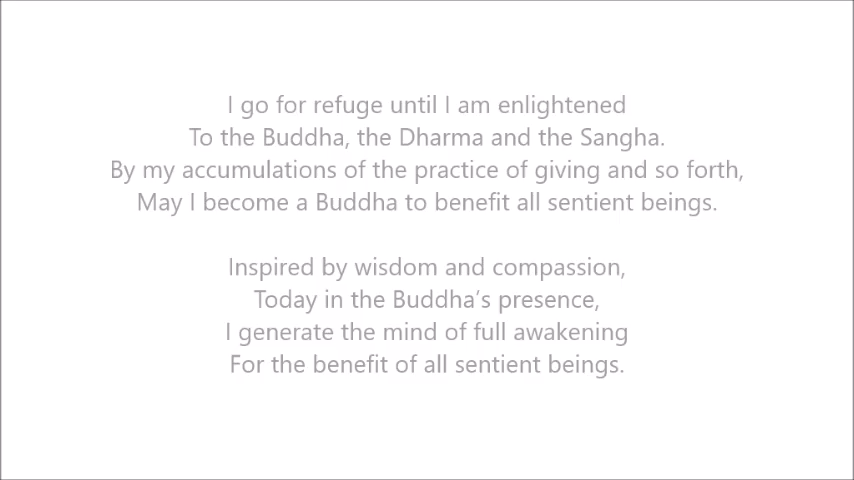 I go for refuge until I am enlightened
To the Buddha, the Dharma and the Sangha.
By my accumulations of the practice of giving and so forth,
May I become a Buddha to benefit all sentient beings.
Inspired by wisdom and compassion,
Today in the Buddha’s presence,
I generate the mind of full awakening
For the benefit of all sentient beings.